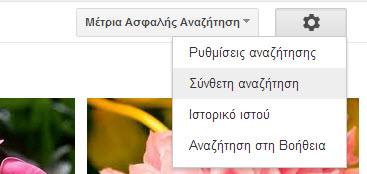 Μέτρια Ασφαλής Αναζήτηση
Ρυθμίσεις αναζήτησης
Σύνθετη αναζήτηση
Ιστορικό ιστού
Αναζήτηση στη Βοήθεια